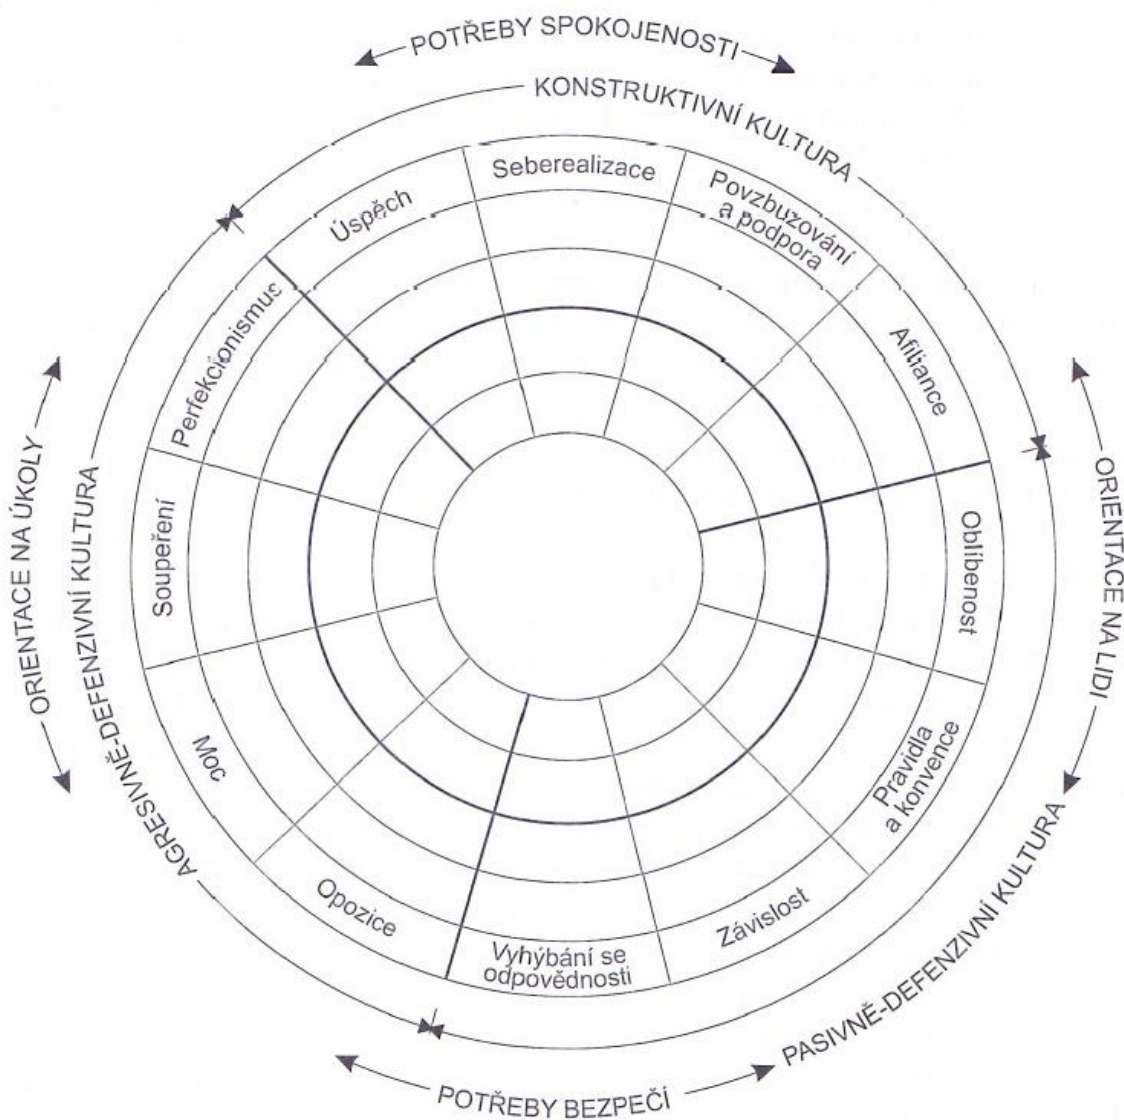 POTŘEBY SPOKOJENOSTI
KONSTRUKTIVNÍ KULTURA
Seberealizace
Povzbuzování
a podpora
Afiliance
Oblíbenost
Pravidla
a konvence
Závislost
Vyhýbání se
odpovědnosti
Opozice
Moc
Soupeření
Perfekcionismus
Úspěch
ORIENTACE NA LIDI
PASIVNĚ-DEFENZIVNÍ KULTURA
POTŘEBY BEZPEČÍ
AGRESIVNĚ-DEFENZIVNÍ KULTURA
ORIENTACE NA ÚKOLY